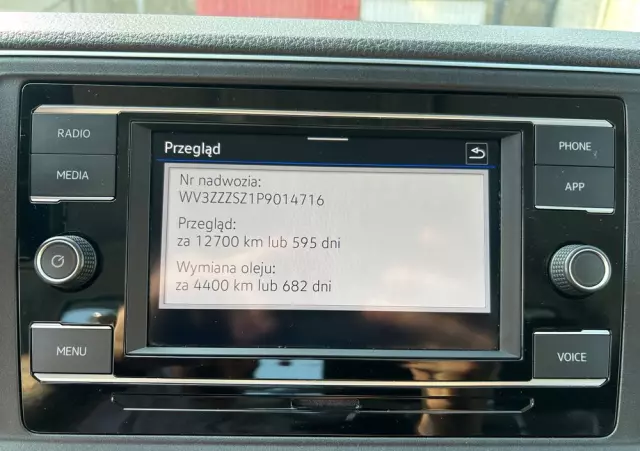 RADIO
MEDIA
MENU
Przegląd
Nr nadwozia:
WV3ZZZSZ1P9014716
Przegląd:
za 12700 km lub 595 dni
Wymiana oleju:
za 4400 km lub 682 dni
PHONE
APP
VOICE